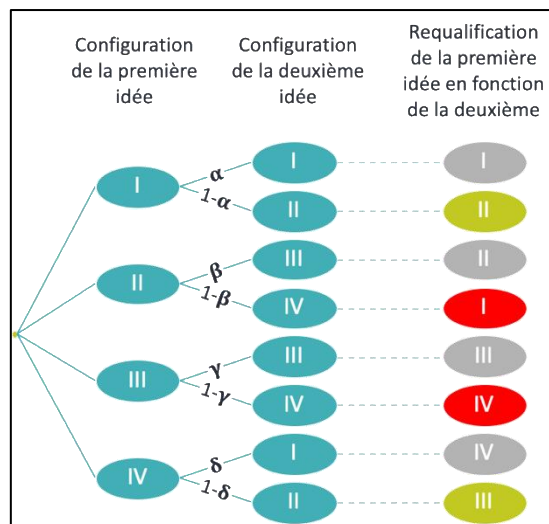 Configuration
de la première
idée
Configuration
de la deuxième
idée
Requalification
de la première
idée en fonction
de la deuxième
I
α
1-α
I
I
II
II
II
β
1-β
III
II
IV
I
III
γ
1-γ
III
III
IV
IV
IV
δ
1-δ
I
IV
II
III